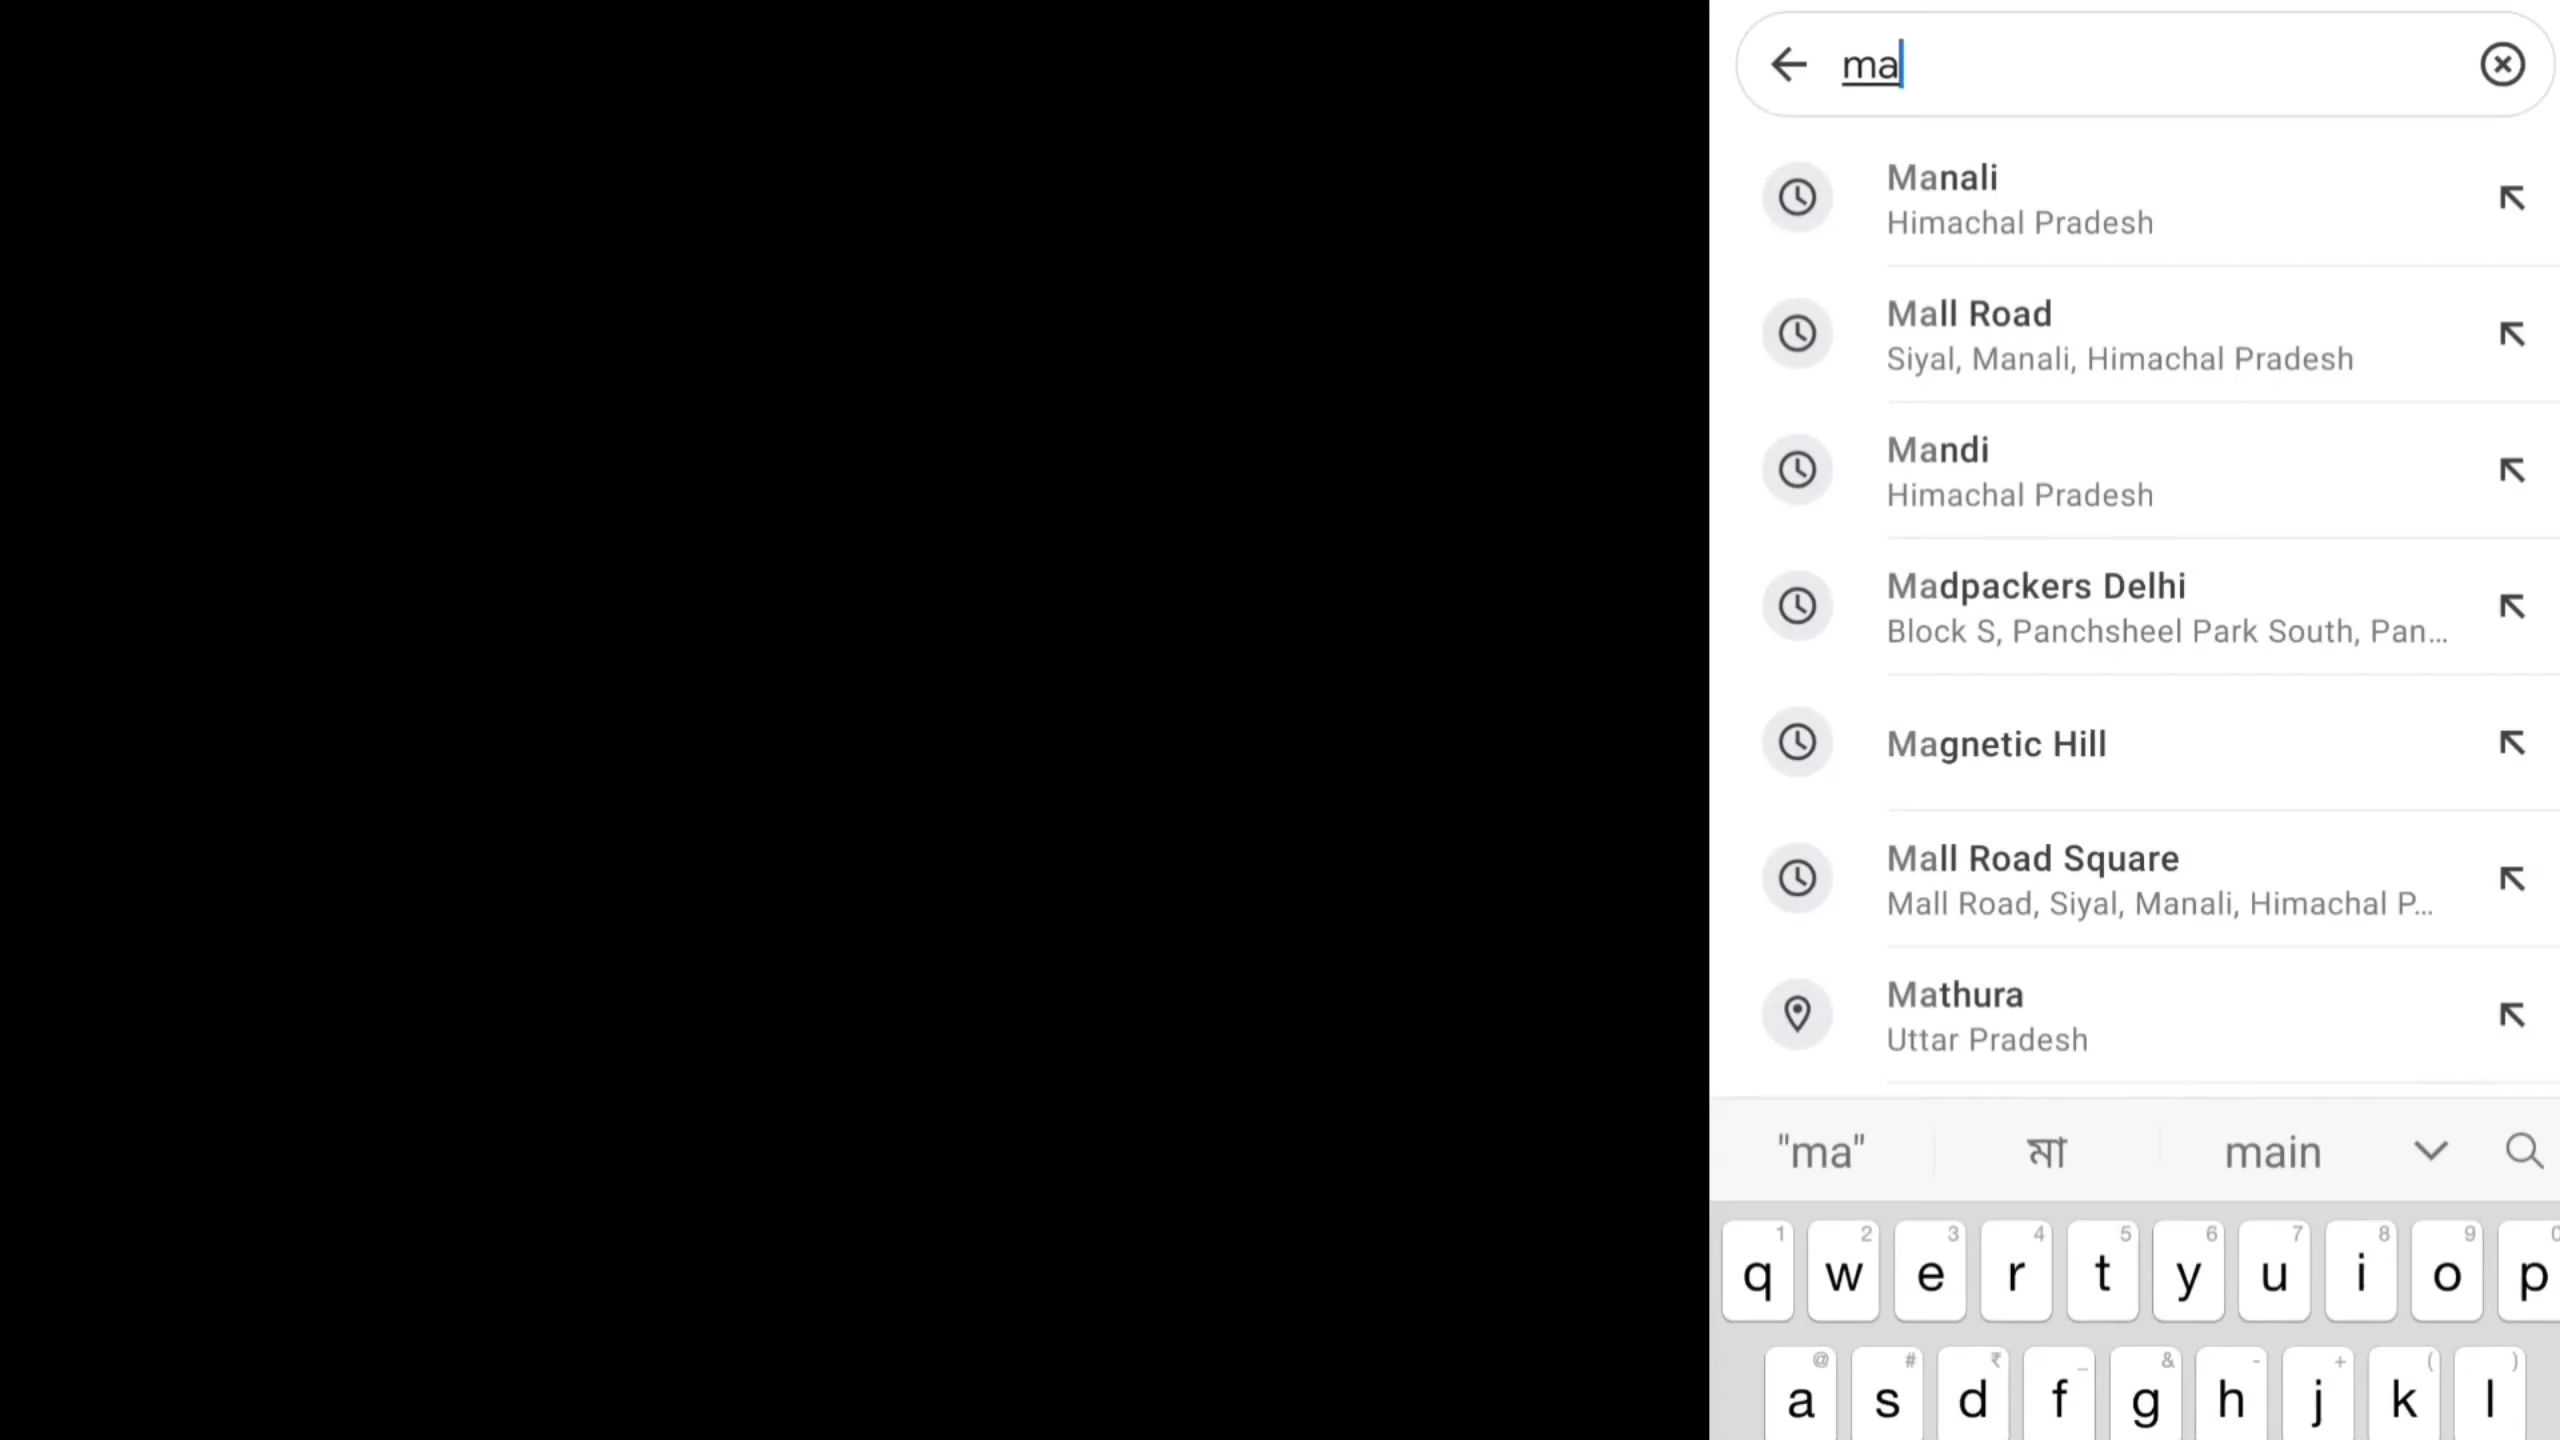 ma
Manali
Himachal Pradesh
Mall Road
Siyal, Manali, Himachal Pradesh
Mandi
Himachal Pradesh
Madpackers Delhi
Block S, Panchsheel Park South, Pan...
Magnetic Hill
Mall Road Square
Mall Road, Siyal, Manali, Himachal P...
Mathura
Uttar Pradesh
"ma" মা main
1 2 3 4 5 6 7 8 9 0
q w e r t y u i o p
@ # ₹ _ & - + ( )
a s d f g h j k l